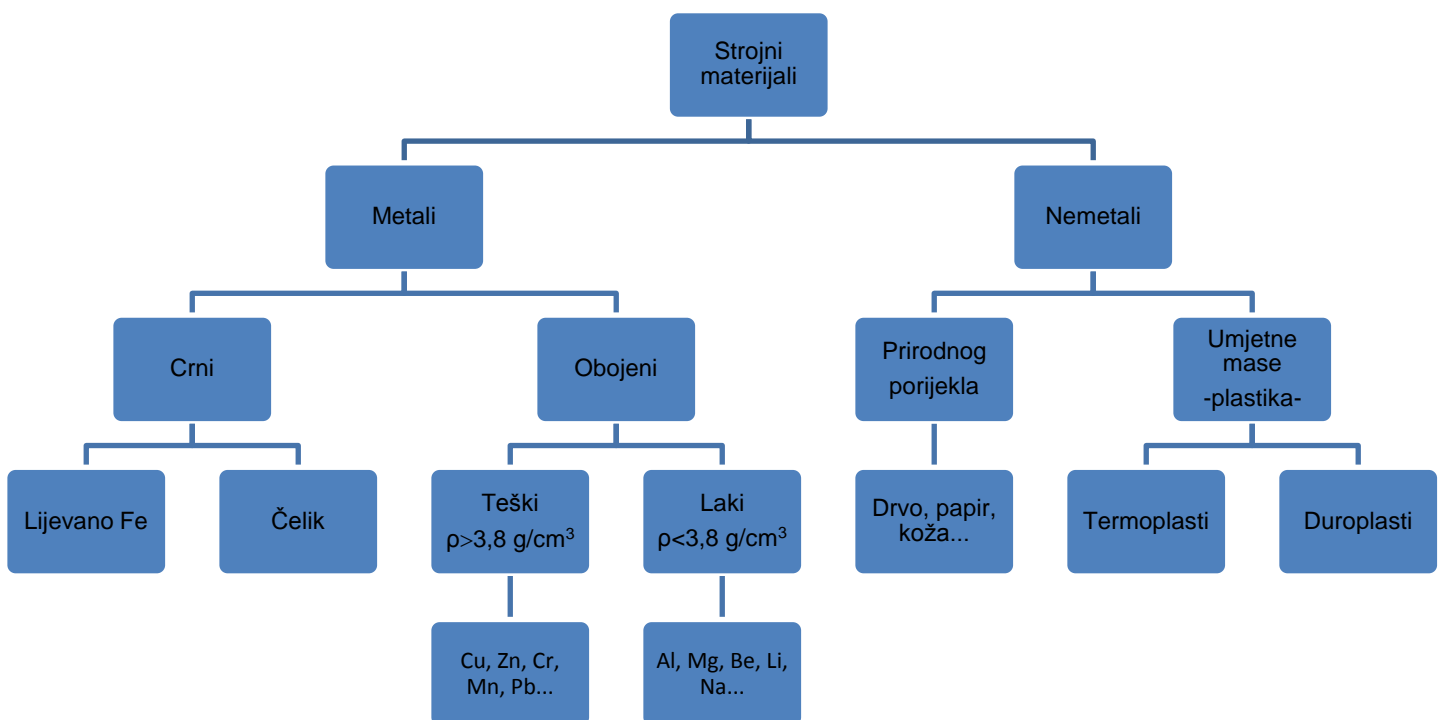 Strojni
materijali
Metali
Nemetali
Crni
Obojeni
Prirodnog
porijekla
Umjetne
mase
-plastika-
Lijevano Fe
Čelik
Teški
ρ>3,8 g/cm³
Laki
ρ<3,8 g/cm³
Drvo, papir,
koža...
Termoplasti
Duroplasti
Cu, Zn, Cr,
Mn, Pb...
Al, Mg, Be, Li,
Na...